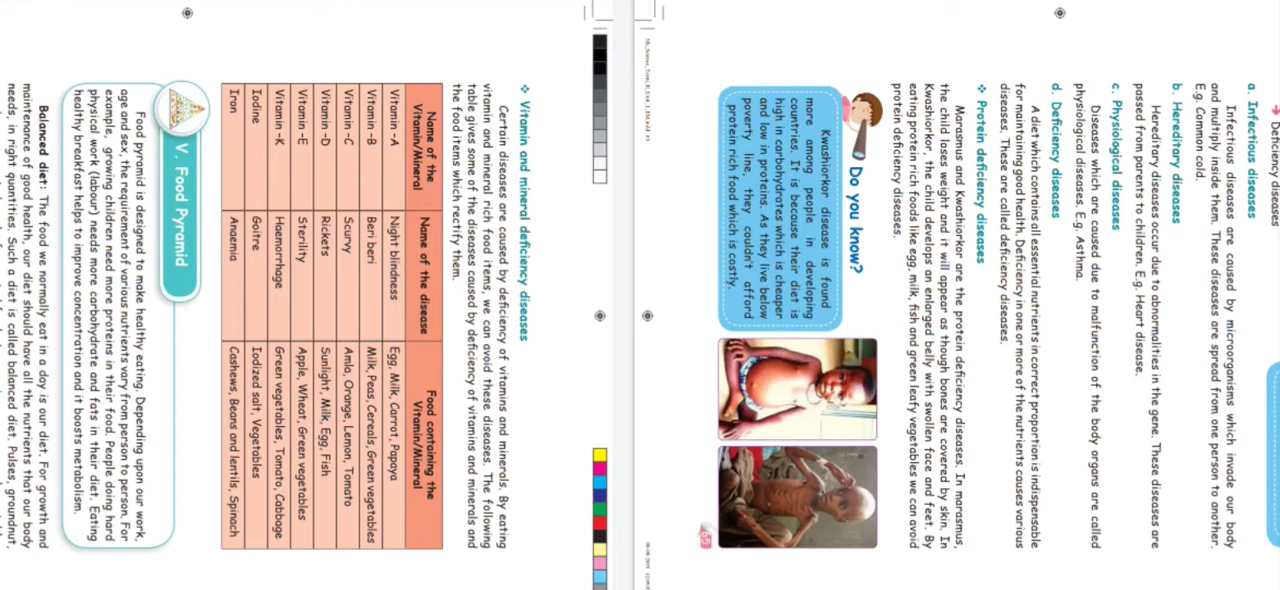 ➔ Deficiency diseases
a. Infectious diseases
Infectious diseases are caused by microorganisms which invade our body
and multiply inside them. These diseases are spread from one person to another.
E.g. Common cold.
b. Hereditary diseases
Hereditary diseases occur due to abnormalities in the gene. These diseases are
passed from parents to children. E.g. Heart disease.
c. Physiological diseases
Diseases which are caused due to malfunction of the body organs are called
physiological diseases. E.g. Asthma.
d. Deficiency diseases
A diet which contains all essential nutrients in correct proportion is indispensable
for maintaining good health. Deficiency in one or more of the nutrients causes various
diseases. These are called deficiency diseases.
❖ Protein deficiency diseases
Marasmus and Kwashiorkor are the protein deficiency diseases. In marasmus,
the child loses weight and it will appear as though bones are covered by skin. In
Kwashiorkor, the child develops an enlarged belly with swollen face and feet. By
eating protein rich foods like egg, milk, fish and green leafy vegetables we can avoid
protein deficiency diseases.
Do you know?
Kwashiorkor disease is found
more among people in developing
countries. It is because their diet is
high in carbohydrates which is cheaper
and low in proteins. As they live below
poverty line, they couldn't afford
protein rich food which is costly.
65
❖ Vitamin and mineral deficiency diseases
Certain diseases are caused by deficiency of vitamins and minerals. By eating
vitamin and mineral rich food items, we can avoid these diseases. The following
table gives some of the diseases caused by deficiency of vitamins and minerals and
the food items which rectify them.
Name of the Vitamin/Mineral Name of the disease Food containing the Vitamin/Mineral
Vitamin -A Night blindness Egg, Milk, Carrot, Papaya
Vitamin -B Beri beri Milk, Peas, Cereals, Green vegetables
Vitamin -C Scurvy Amla, Orange, Lemon, Tomato
Vitamin -D Rickets Sunlight, Milk, Egg, Fish
Vitamin -E Sterility Apple, Wheat, Green vegetables
Vitamin -K Haemorrhage Green vegetables, Tomato, Cabbage
Iodine Goitre Iodized salt, Vegetables
Iron Anaemia Cashews, Beans and lentils, Spinach
V. Food Pyramid
Food pyramid is designed to make healthy eating. Depending upon our work,
age and sex, the requirement of various nutrients vary from person to person. For
example, growing children need more proteins in their food. People doing hard
physical work (labour) needs more carbohydrate and fats in their diet. Eating
healthy breakfast helps to improve concentration and it boosts metabolism.
Balanced diet: The food we normally eat in a day is our diet. For growth and
maintenance of good health, our diet should have all the nutrients that our body
needs, in right quantities. Such a diet is called balanced diet. Pulses, groundnut,